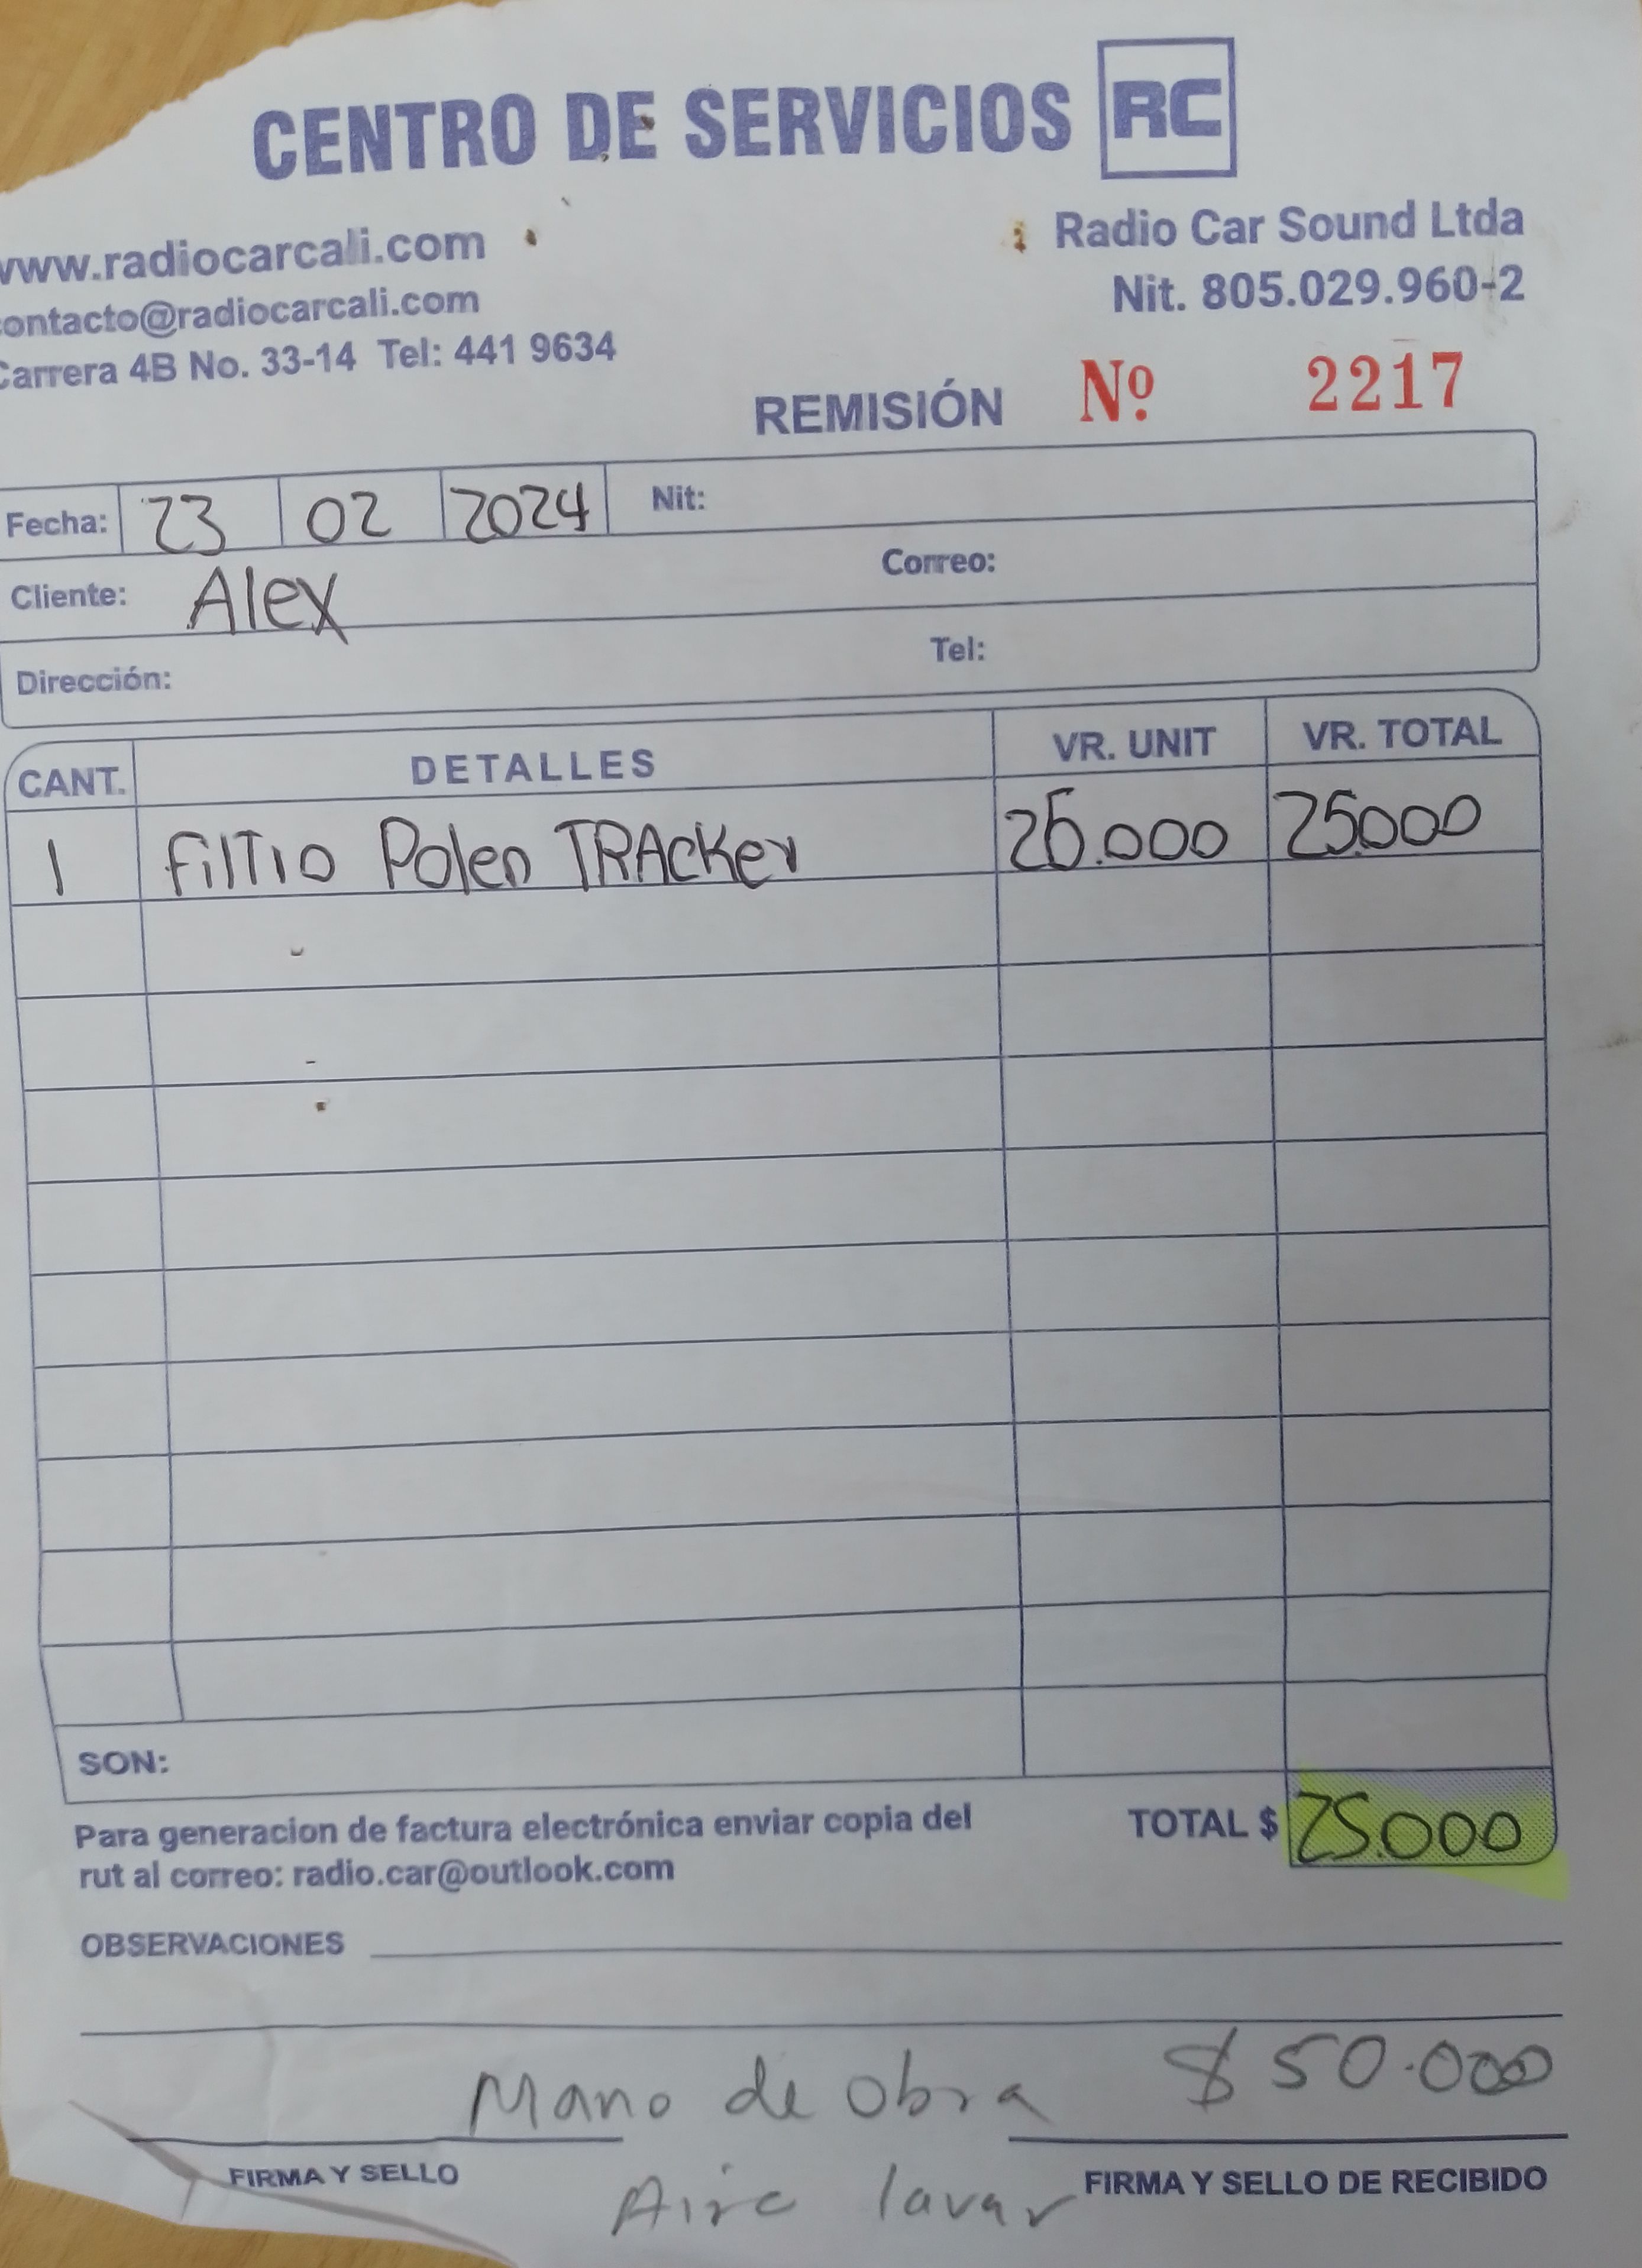 CENTRO DE SERVICIOS RC
www.radiocarcali.com
contacto@radiocarcali.com
Carrera 4B No. 33-14 Tel: 441 9634
Radio Car Sound Ltda
Nit. 805.029.960-2
REMISIÓN Nº. 2217
Fecha: 23 02 2024 Nit:
Cliente: Alex Correo:
Dirección: Tel:
CANT. DETALLES VR. UNIT VR. TOTAL
1 FilTro Polen TRAcker 25.000 25.000
SON:
Para generacion de factura electrónica enviar copia del
rut al correo: radio.car@outlook.com
TOTAL $ 25.000
OBSERVACIONES
Mano de obra $ 50.000
FIRMA Y SELLO
Aire lavar
FIRMA Y SELLO DE RECIBIDO